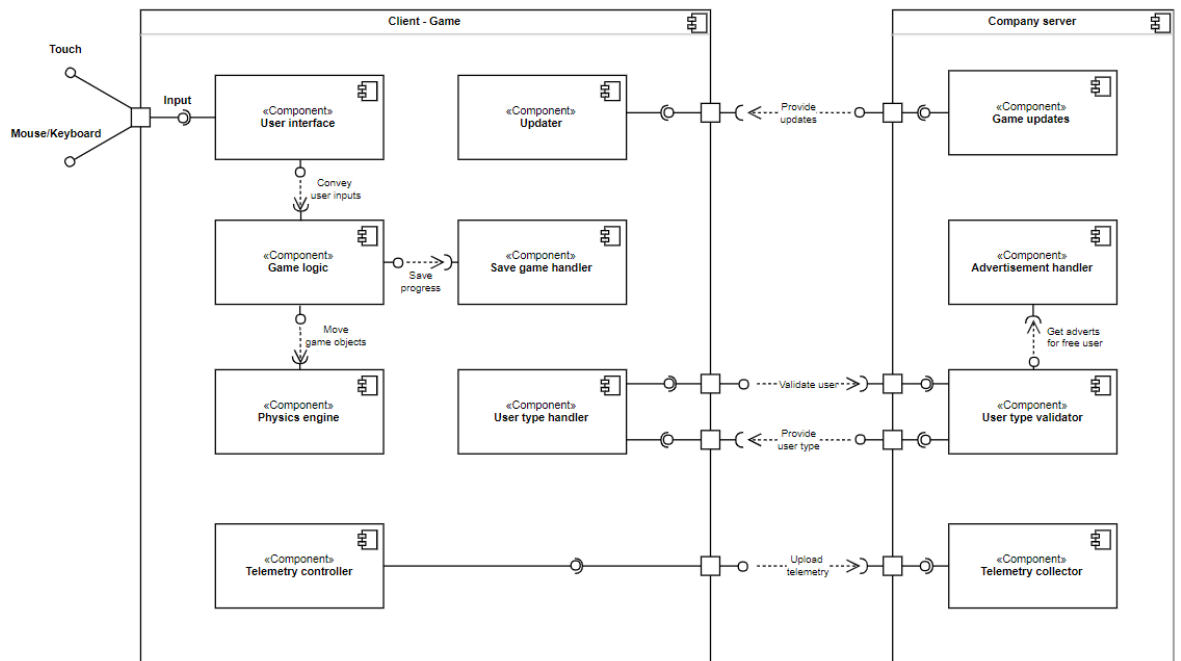 Client - Game
Company server
Touch
Input
Mouse/Keyboard
«Component»
User interface
«Component»
Updater
Provide
updates
«Component»
Game updates
Convey
user inputs
«Component»
Game logic
Save
progress
«Component»
Save game handler
«Component»
Advertisement handler
Move
game objects
Get adverts
for free user
«Component»
Physics engine
«Component»
User type handler
Validate user
Provide
user type
«Component»
User type validator
«Component»
Telemetry controller
Upload
telemetry
«Component»
Telemetry collector